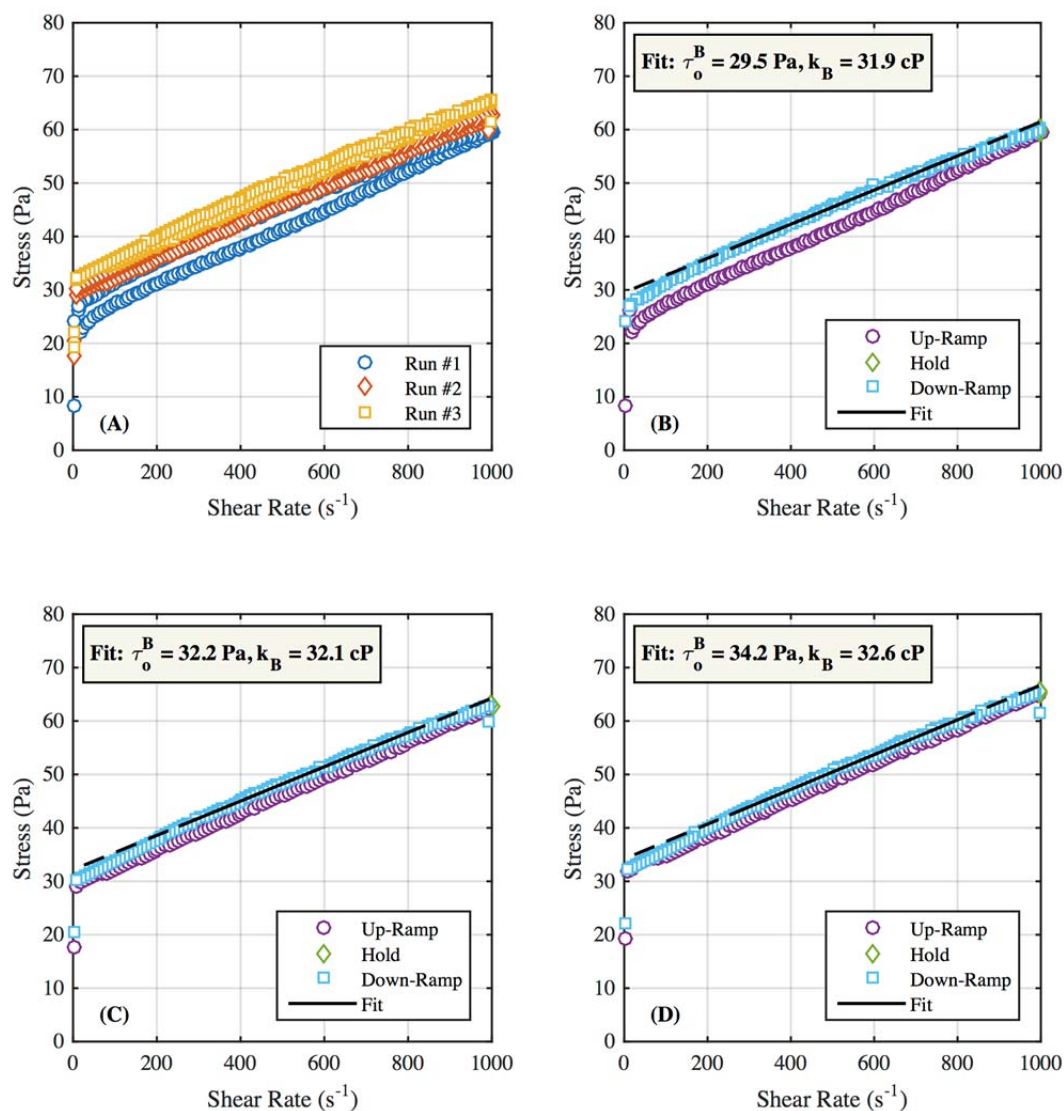 80
70
60
50
40
30
20
10
0
Stress (Pa)
Run #1
Run #2
Run #3
(A)
0 200 400 600 800 1000
Shear Rate (s⁻¹)
80
70
60
50
40
30
20
10
0
Stress (Pa)
Fit: τ_o^B = 29.5 Pa, k_B = 31.9 cP
Up-Ramp
Hold
Down-Ramp
Fit
(B)
0 200 400 600 800 1000
Shear Rate (s⁻¹)
80
70
60
50
40
30
20
10
0
Stress (Pa)
Fit: τ_o^B = 32.2 Pa, k_B = 32.1 cP
Up-Ramp
Hold
Down-Ramp
Fit
(C)
0 200 400 600 800 1000
Shear Rate (s⁻¹)
80
70
60
50
40
30
20
10
0
Stress (Pa)
Fit: τ_o^B = 34.2 Pa, k_B = 32.6 cP
Up-Ramp
Hold
Down-Ramp
Fit
(D)
0 200 400 600 800 1000
Shear Rate (s⁻¹)